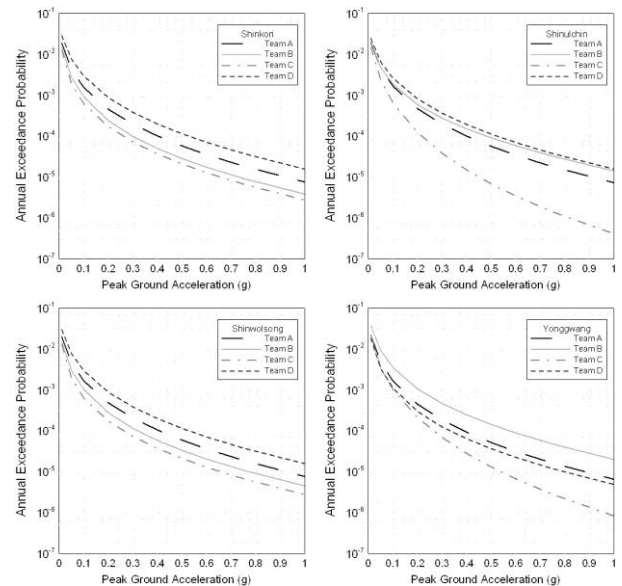 Shinkori
Team A
Team B
Team C
Team D
Annual Exceedance Probability
10-1
10-2
10-3
10-4
10-5
10-6
10-7
0 0.1 0.2 0.3 0.4 0.5 0.6 0.7 0.8 0.9 1
Peak Ground Acceleration (g)
Shinulchin
Team A
Team B
Team C
Team D
Annual Exceedance Probability
10-1
10-2
10-3
10-4
10-5
10-6
10-7
0 0.1 0.2 0.3 0.4 0.5 0.6 0.7 0.8 0.9 1
Peak Ground Acceleration (g)
Shinwolsong
Team A
Team B
Team C
Team D
Annual Exceedance Probability
10-1
10-2
10-3
10-4
10-5
10-6
10-7
0 0.1 0.2 0.3 0.4 0.5 0.6 0.7 0.8 0.9 1
Peak Ground Acceleration (g)
Yonggwang
Team A
Team B
Team C
Team D
Annual Exceedance Probability
10-1
10-2
10-3
10-4
10-5
10-6
10-7
0 0.1 0.2 0.3 0.4 0.5 0.6 0.7 0.8 0.9 1
Peak Ground Acceleration (g)